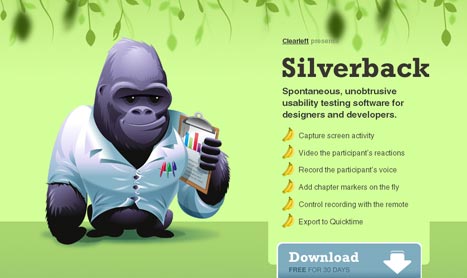 Clearleft presents
Silverback
Spontaneous, unobtrusive
usability testing software for
designers and developers.
Capture screen activity
Video the participant's reactions
Record the participant's voice
Add chapter markers on the fly
Control recording with the remote
Export to Quicktime
Download
FREE FOR 30 DAYS